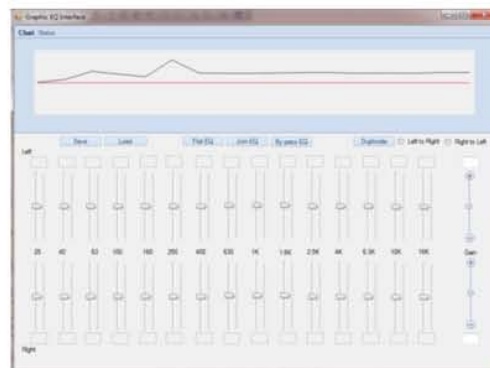 Graphic EQ Interface
Chart
Save Load Flat EQ Join EQ By-pass EQ Duplicate Left to Right Right to Left
Left
25 40 63 100 160 250 400 630 1K 1.6K 2.5K 4K 6.3K 10K 16K Gain
Right